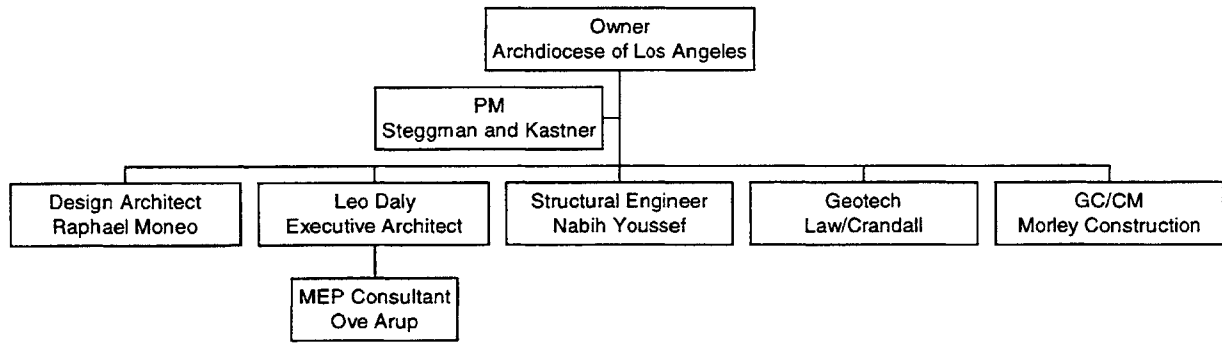 Owner
Archdiocese of Los Angeles
PM
Steggman and Kastner
Design Architect
Raphael Moneo
Leo Daly
Executive Architect
Structural Engineer
Nabih Youssef
Geotech
Law/Crandall
GC/CM
Morley Construction
MEP Consultant
Ove Arup